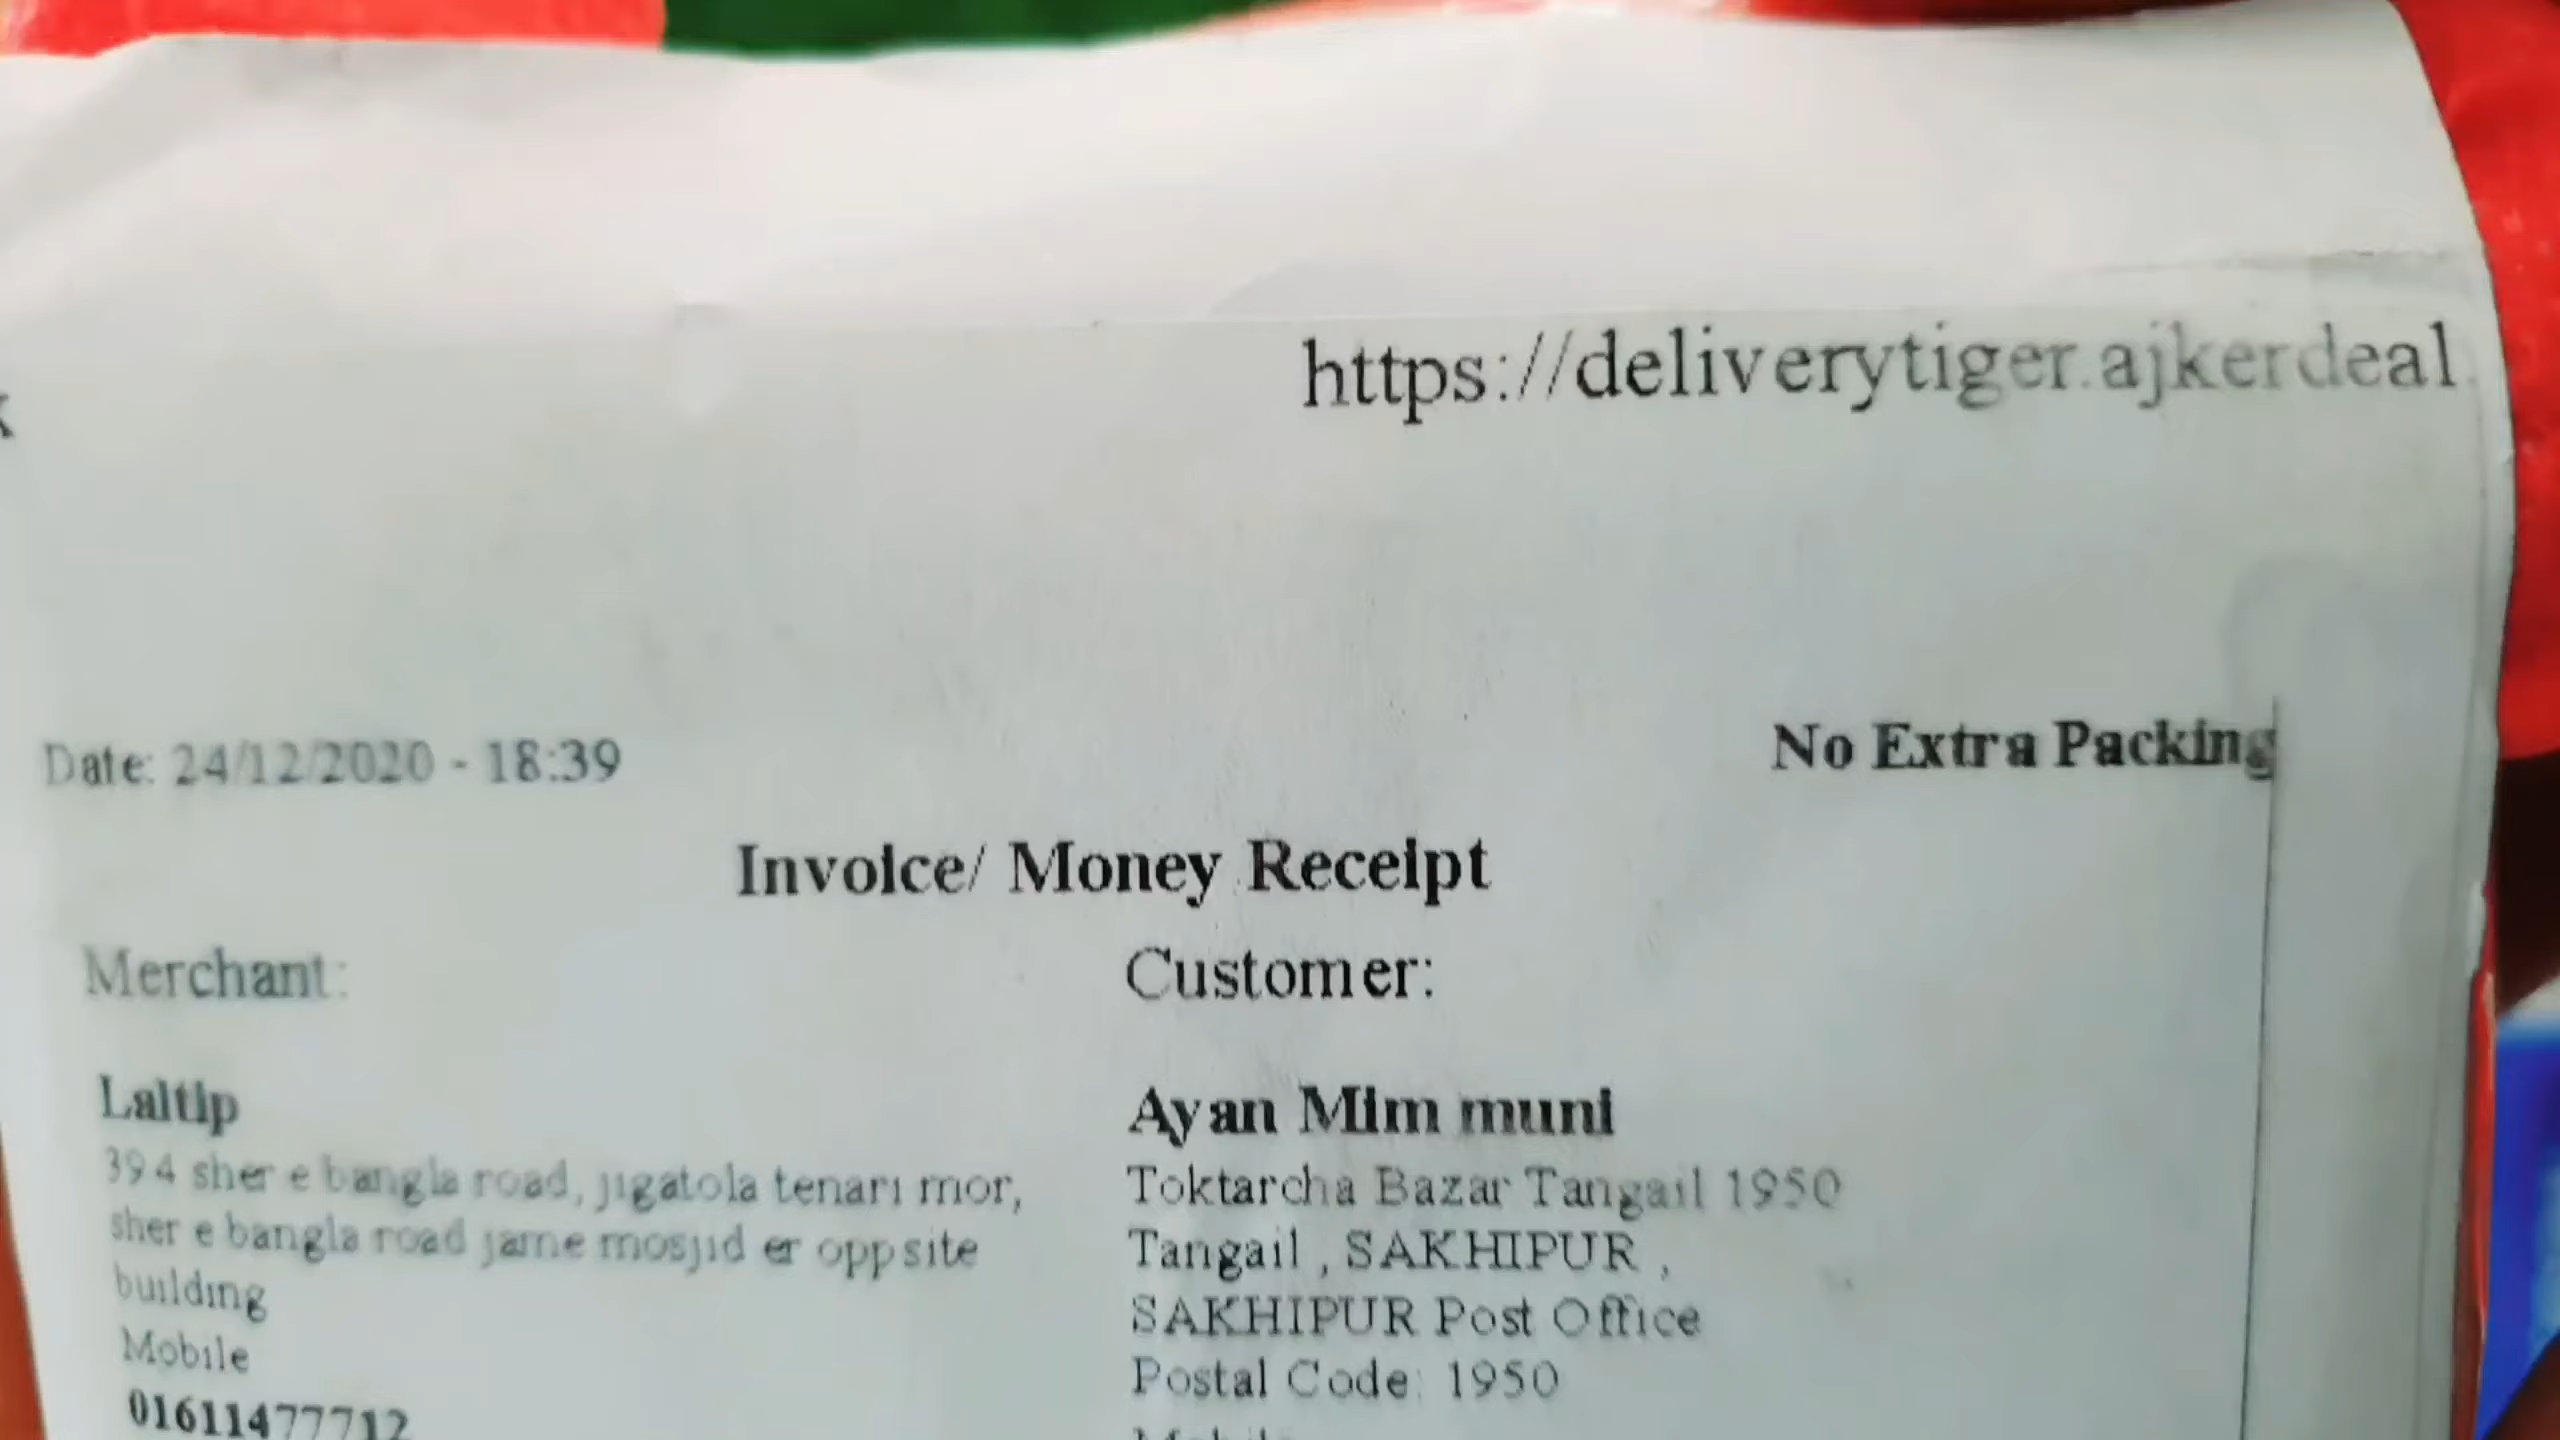 https://deliverytiger.ajkerdeal.
Date: 24/12/2020 - 18:39
No Extra Packing
Invoice/ Money Receipt
Merchant:
Customer:
Laltip
394 sher e bangla road, jigatola tenari mor,
sher e bangla road jame mosjid er oppsite
building
Mobile
01611477712
Ayan Mim muni
Toktarcha Bazar Tangail 1950
Tangail , SAKHIPUR ,
SAKHIPUR Post Office
Postal Code: 1950